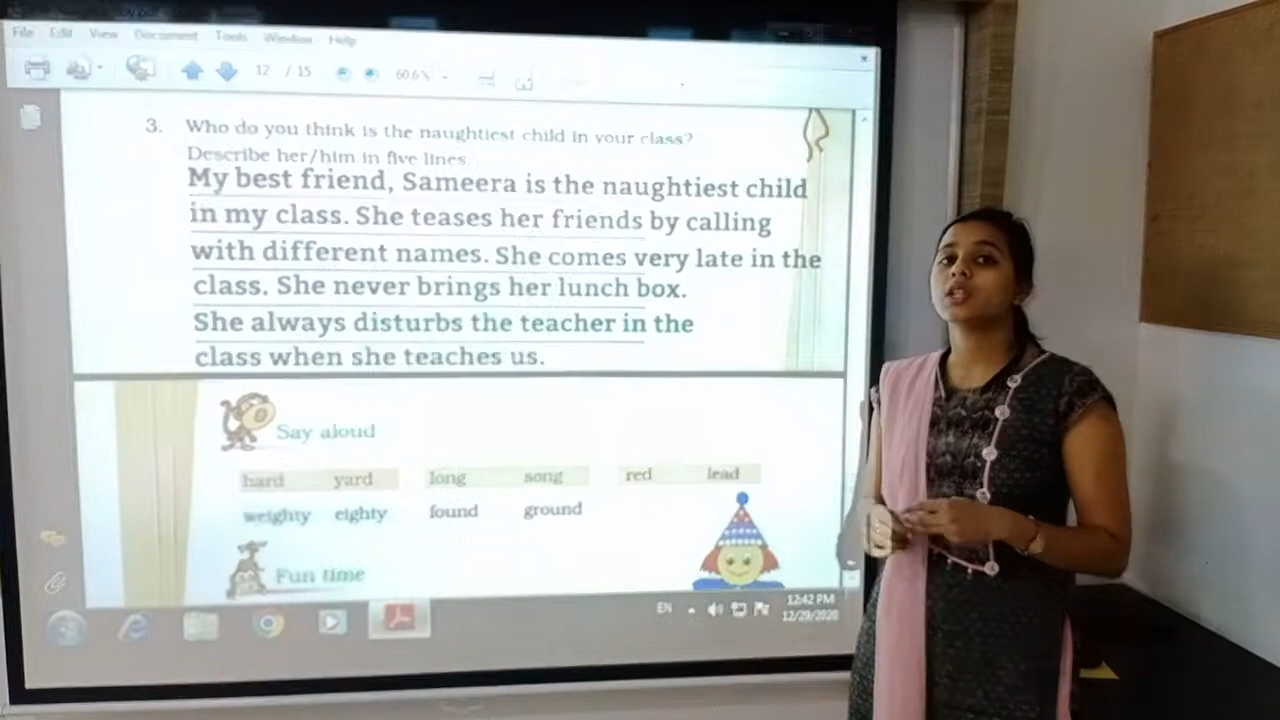 File Edit View Document Tools Window Help
12 / 15 60.6%
3. Who do you think is the naughtiest child in your class?
Describe her/him in five lines.
My best friend, Sameera is the naughtiest child
in my class. She teases her friends by calling
with different names. She comes very late in the
class. She never brings her lunch box.
She always disturbs the teacher in the
class when she teaches us.
Say aloud
hard yard long song red lead
weighty eighty found ground
Fun time
EN
12:42 PM
12/29/2020